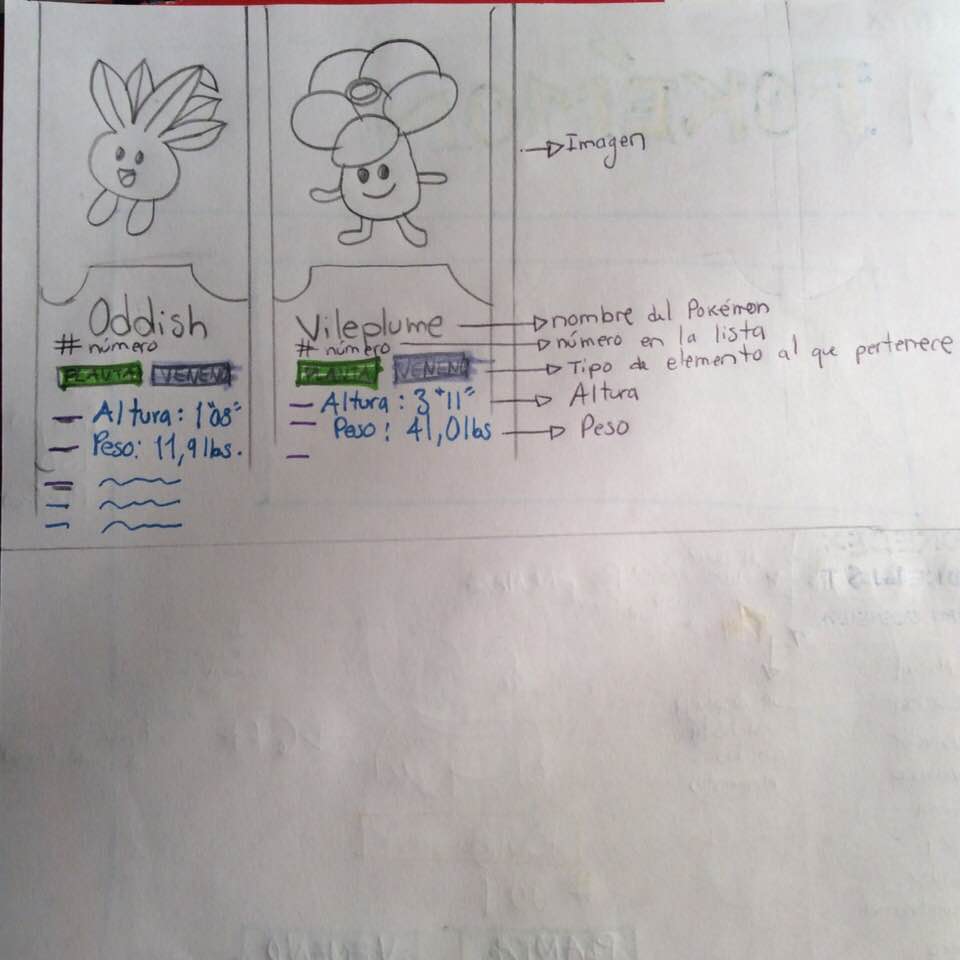 Imagen
Oddish
# número
PLANTA VENENO
Altura: 1'08"
Peso: 11,9 lbs.
Vileplume
# número
PLANTA VENENO
Altura: 3'11"
Peso: 41,0 lbs
nombre del Pokémon
número en la lista
Tipo de elemento al que pertenece
Altura
Peso